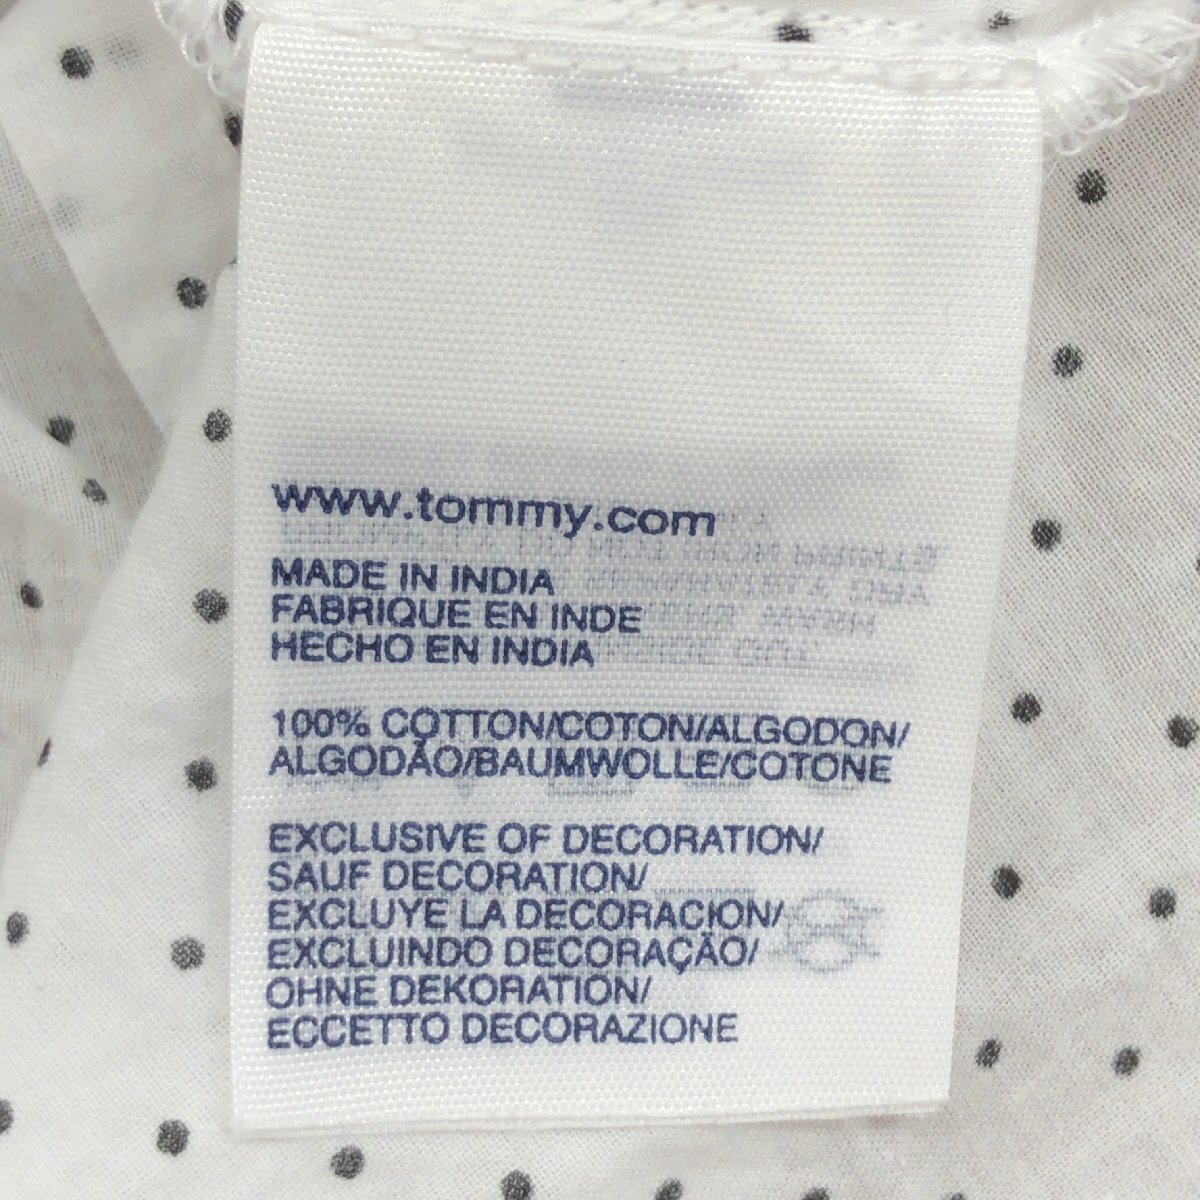 www.tommy.com
MADE IN INDIA
FABRIQUE EN INDE
HECHO EN INDIA
100% COTTON/COTON/ALGODON/
ALGODÃO/BAUMWOLLE/COTONE
EXCLUSIVE OF DECORATION/
SAUF DECORATION/
EXCLUYE LA DECORACION/
EXCLUINDO DECORAÇÃO/
OHNE DEKORATION/
ECCETTO DECORAZIONE